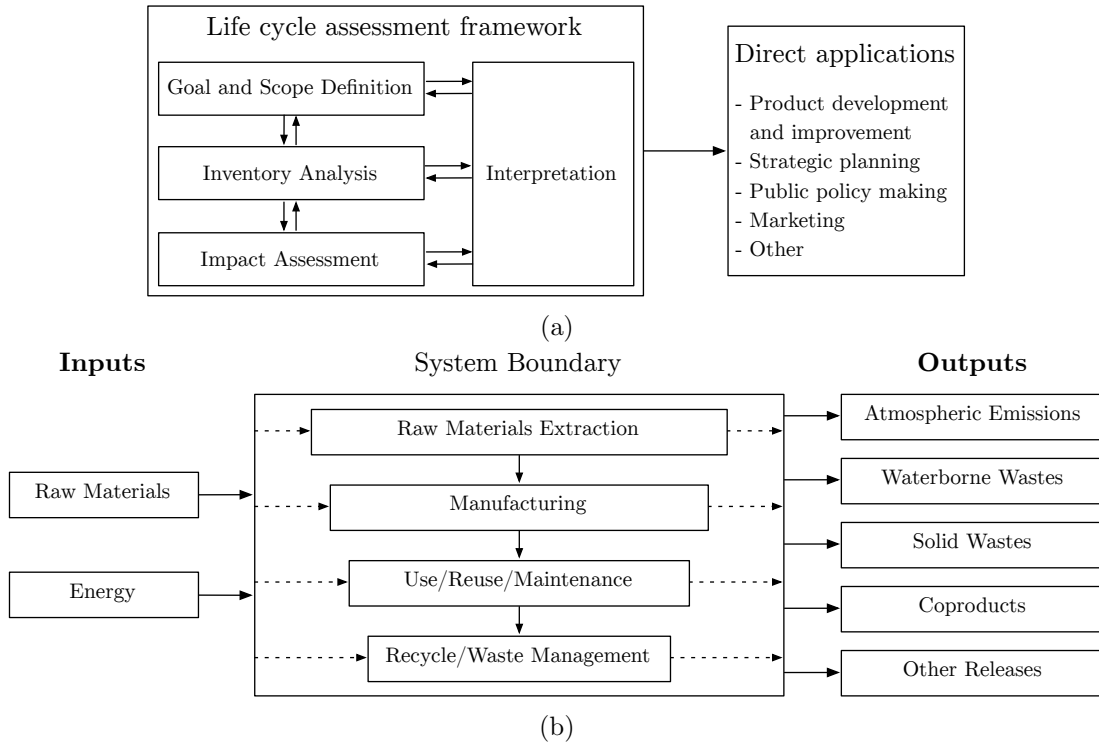 Life cycle assessment framework
Goal and Scope Definition
Inventory Analysis
Impact Assessment
Interpretation
Direct applications
- Product development
and improvement
- Strategic planning
- Public policy making
- Marketing
- Other
(a)
Inputs
System Boundary
Outputs
Raw Materials
Energy
Raw Materials Extraction
Manufacturing
Use/Reuse/Maintenance
Recycle/Waste Management
Atmospheric Emissions
Waterborne Wastes
Solid Wastes
Coproducts
Other Releases
(b)